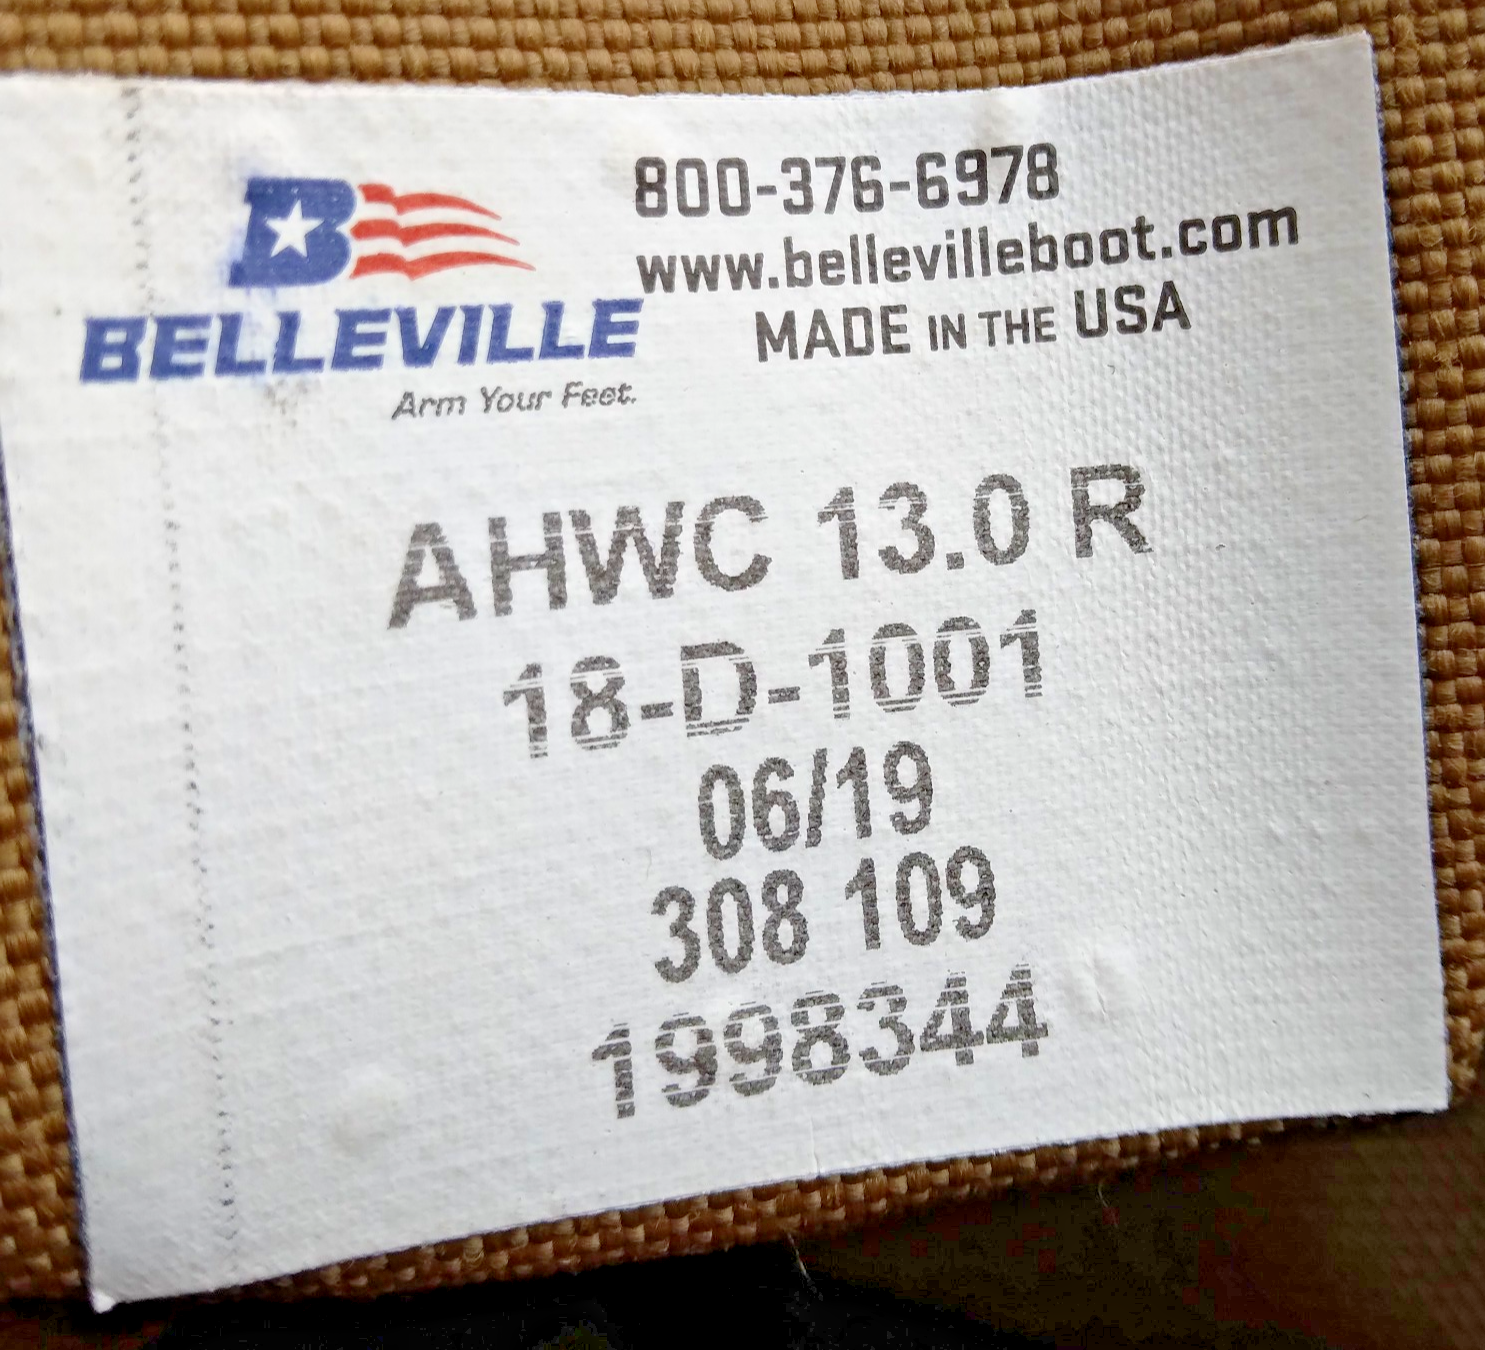 B
BELLEVILLE
Arm Your Feet.
800-376-6978
www.bellevilleboot.com
MADE IN THE USA
AHWC 13.0 R
18-D-1001
06/19
308 109
1998344